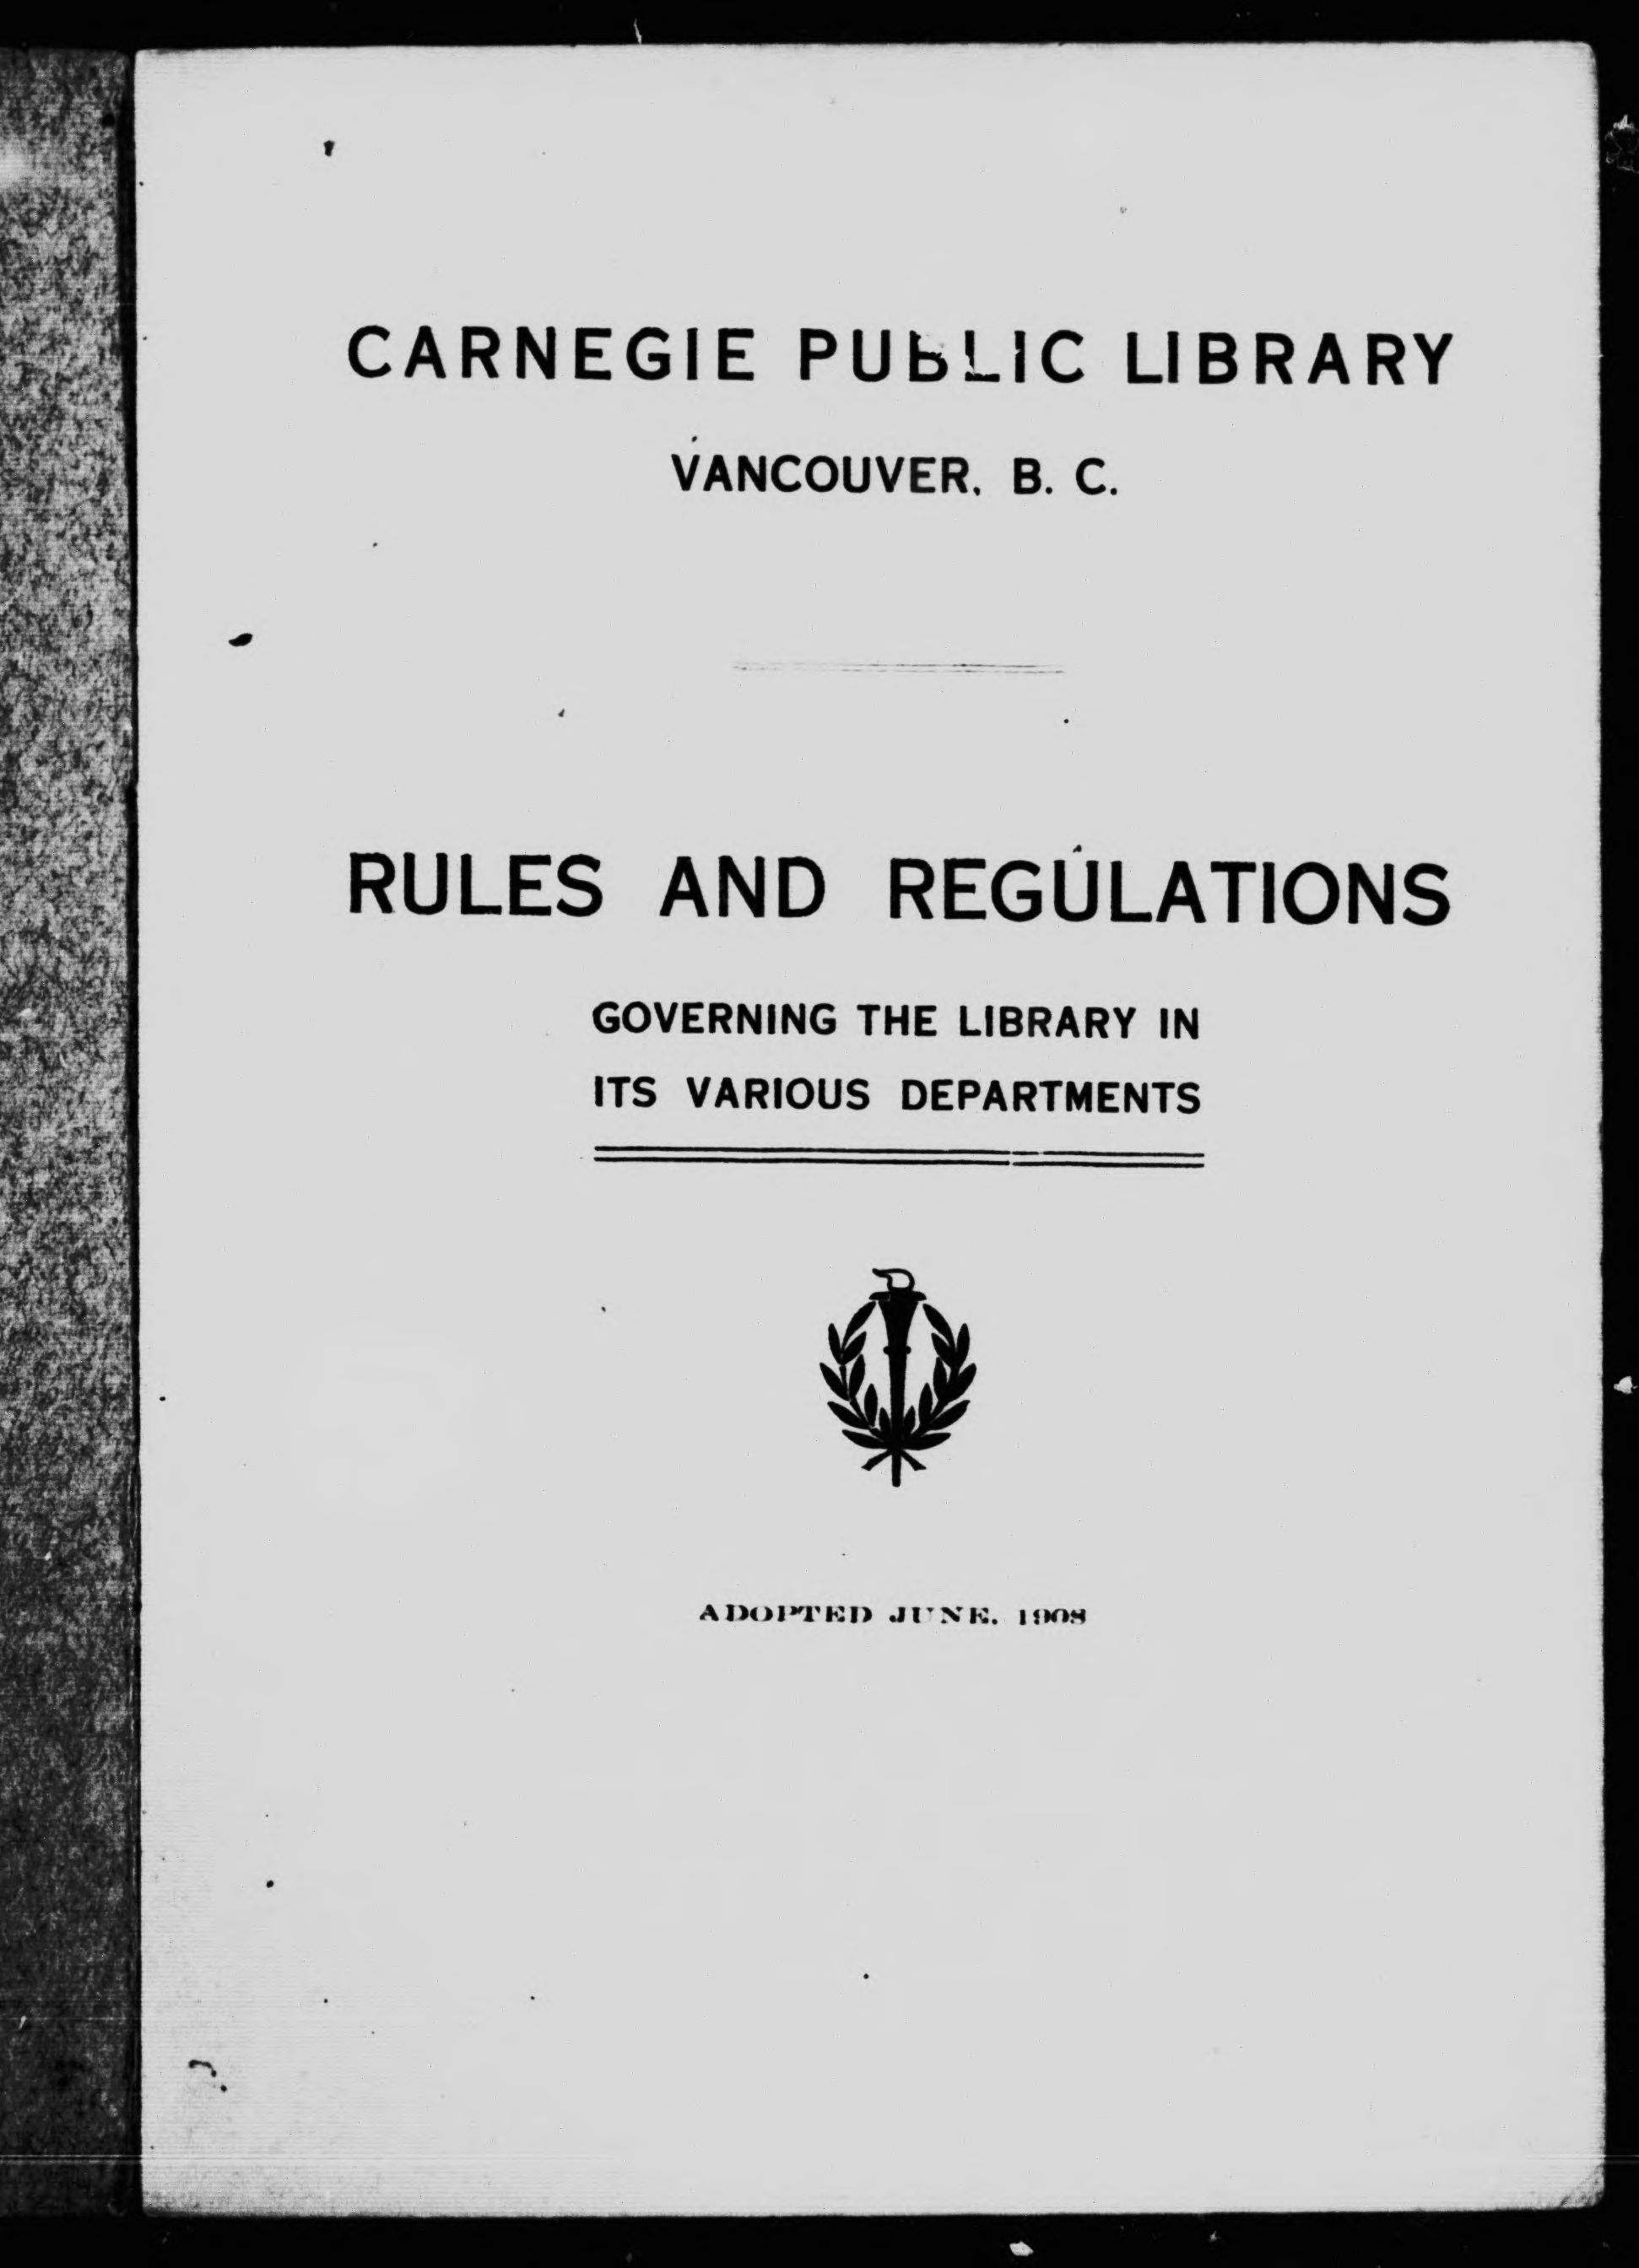 CARNEGIE PUBLIC LIBRARY
VANCOUVER, B. C.
RULES AND REGULATIONS
GOVERNING THE LIBRARY IN
ITS VARIOUS DEPARTMENTS
ADOPTED JUNE, 1908